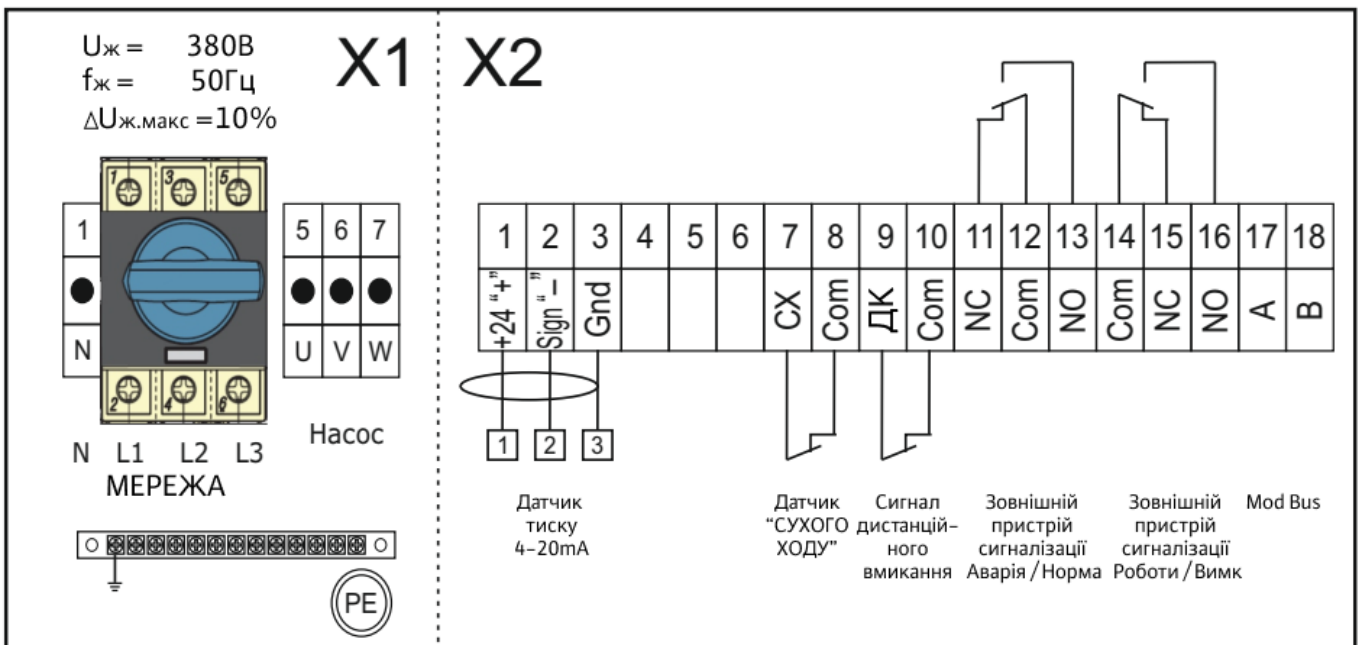 Uж = 380В
fж = 50Гц
△Uж.макс =10%
X1
1 3 5
1
N
2 4 6
5 6 7
U V W
Насос
N L1 L2 L3
МЕРЕЖА
PE
X2
1 2 3 4 5 6 7 8 9 10 11 12 13 14 15 16 17 18
+24 “+” Sign “–” Gnd СХ Com ДК Com NC Com NO Com NC NO A B
1 2 3
Датчик
тиску
4–20mA
Датчик
“СУХОГО
ХОДУ”
Сигнал
дистанцій–
ного
вмикання
Зовнішній
пристрій
сигналізації
Аварія / Норма
Зовнішній
пристрій
сигналізації
Роботи / Вимк
Mod Bus